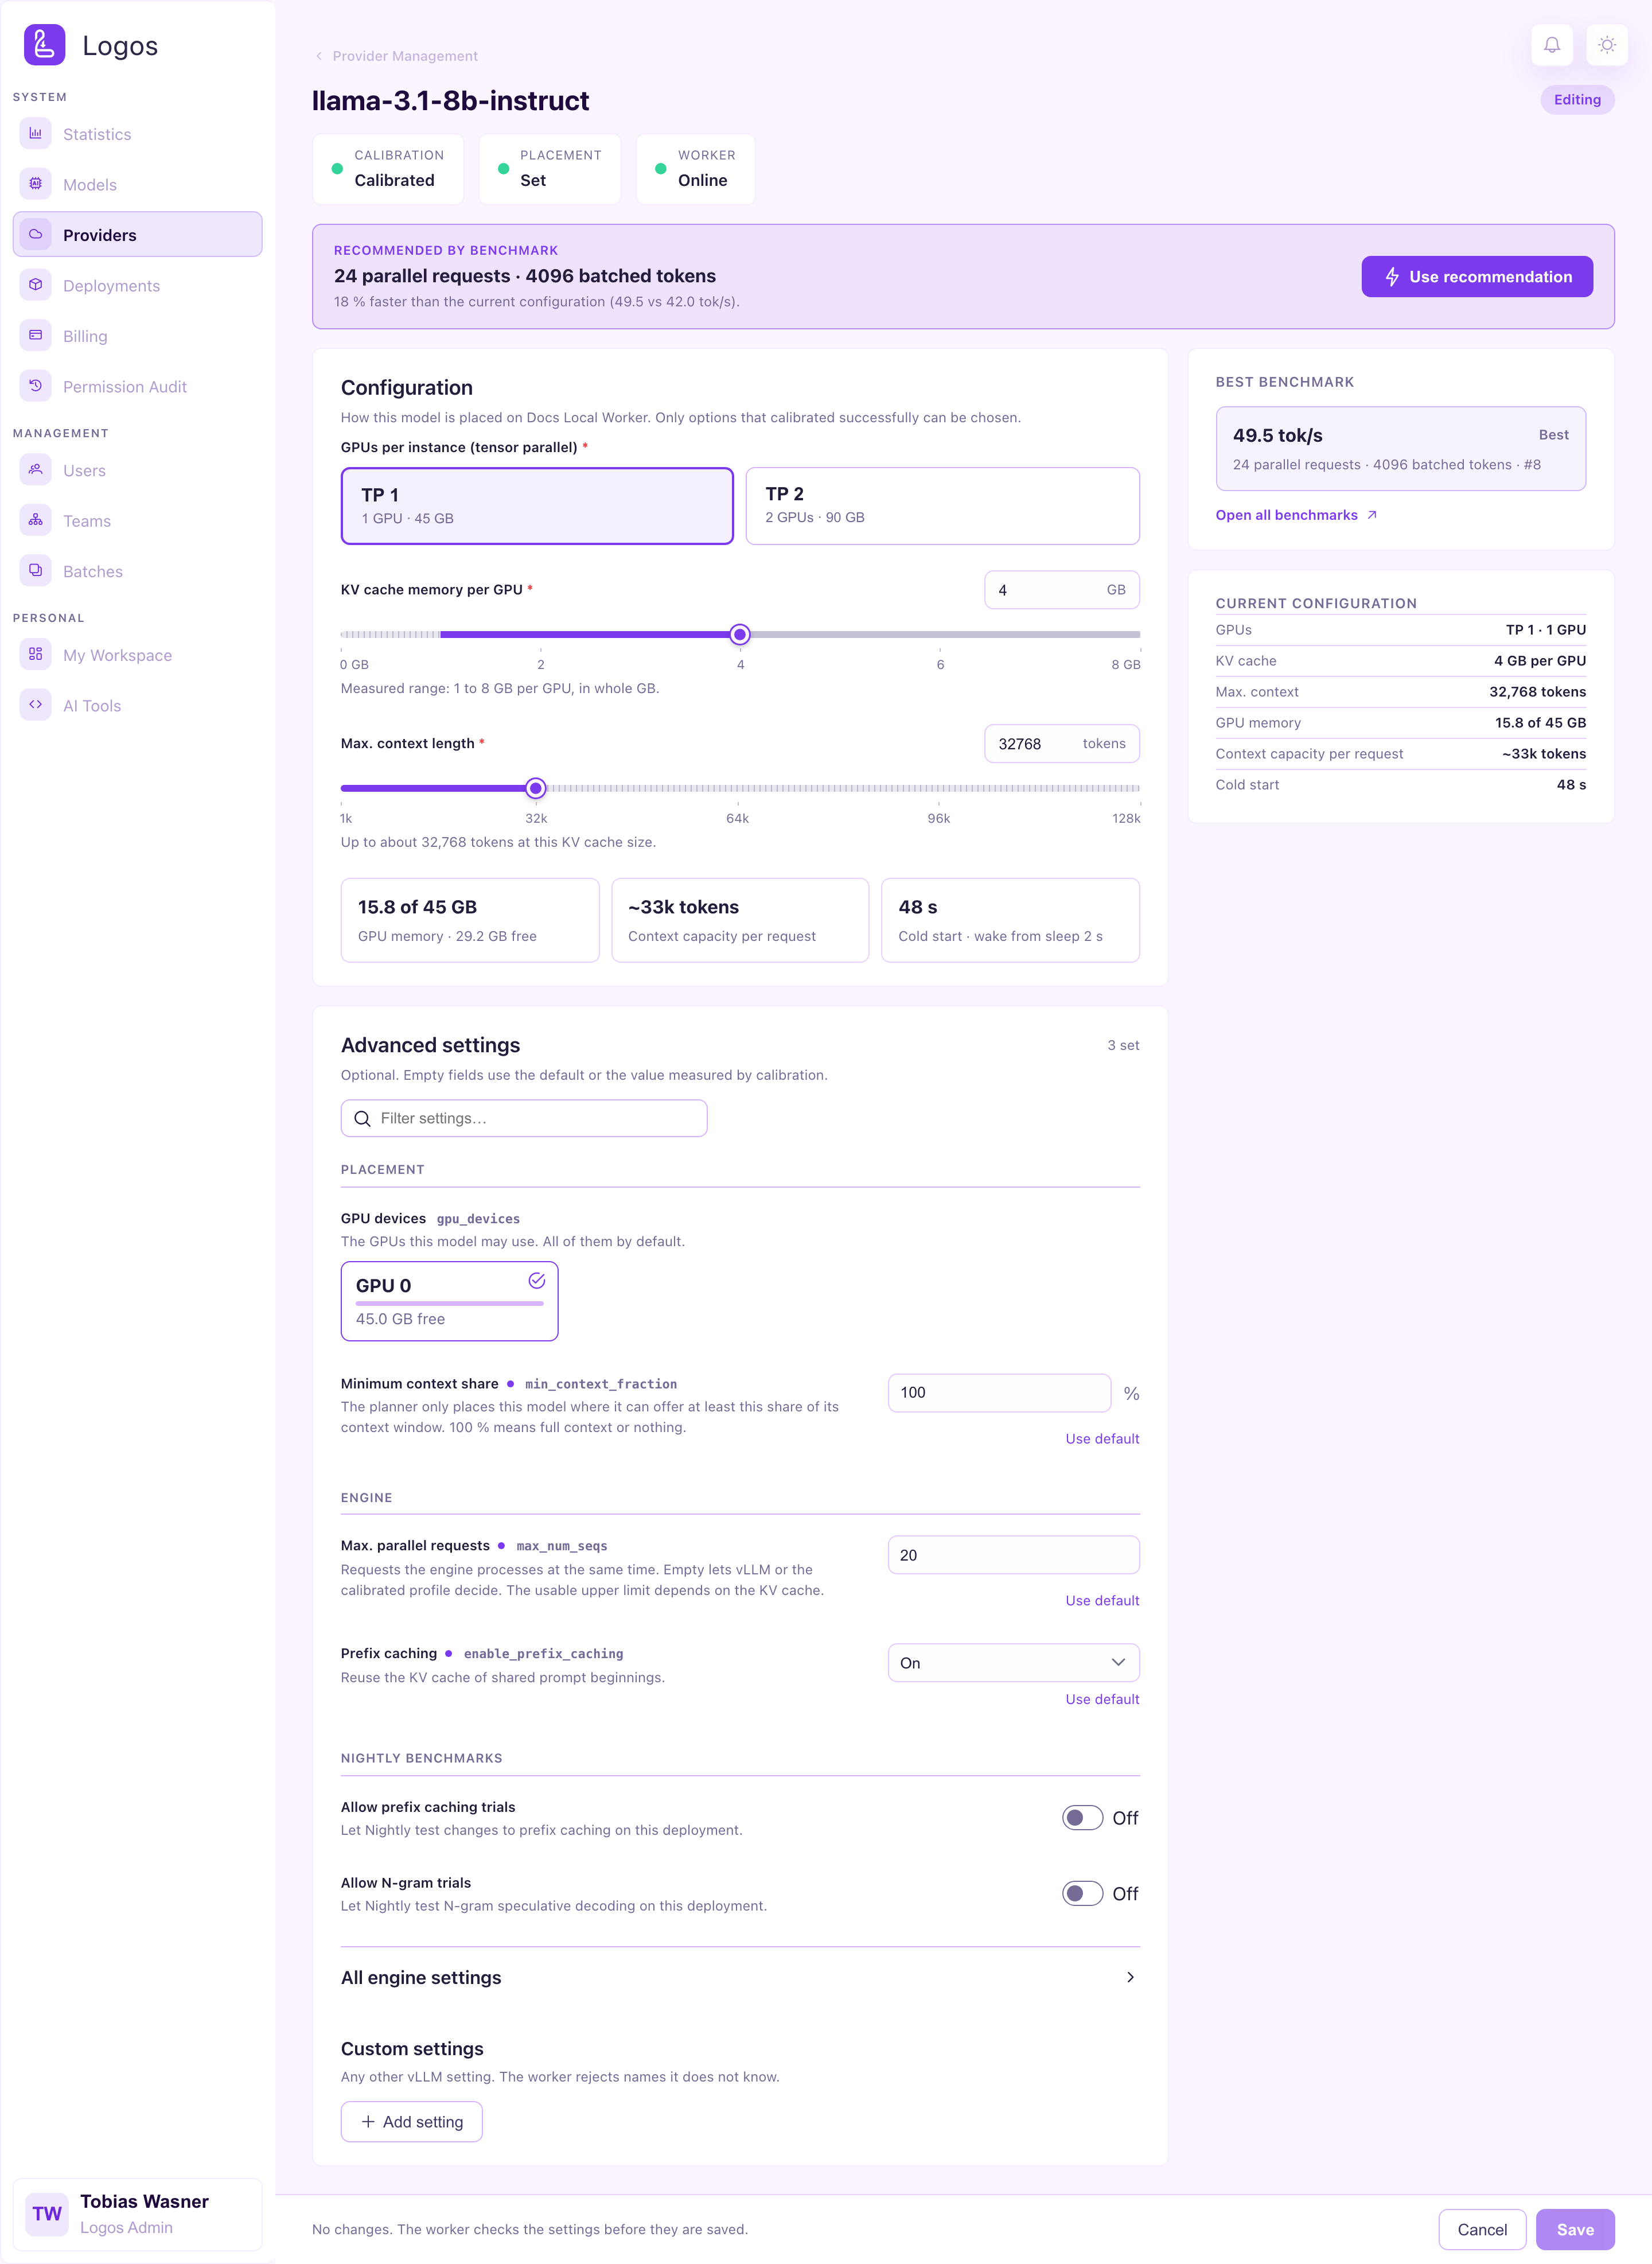 Logos
SYSTEM
Statistics
Models
Providers
Deployments
Billing
Permission Audit
MANAGEMENT
Users
Teams
Batches
PERSONAL
My Workspace
AI Tools
TW
Tobias Wasner
Logos Admin
Provider Management
llama-3.1-8b-instruct
Editing
CALIBRATION
Calibrated
PLACEMENT
Set
WORKER
Online
RECOMMENDED BY BENCHMARK
24 parallel requests · 4096 batched tokens
18 % faster than the current configuration (49.5 vs 42.0 tok/s).
Use recommendation
Configuration
How this model is placed on Docs Local Worker. Only options that calibrated successfully can be chosen.
GPUs per instance (tensor parallel) *
TP 1
1 GPU · 45 GB
TP 2
2 GPUs · 90 GB
KV cache memory per GPU *
4 GB
0 GB 2 4 6 8 GB
Measured range: 1 to 8 GB per GPU, in whole GB.
Max. context length *
32768 tokens
1k 32k 64k 96k 128k
Up to about 32,768 tokens at this KV cache size.
15.8 of 45 GB
GPU memory · 29.2 GB free
~33k tokens
Context capacity per request
48 s
Cold start · wake from sleep 2 s
BEST BENCHMARK
49.5 tok/s Best
24 parallel requests · 4096 batched tokens · #8
Open all benchmarks
CURRENT CONFIGURATION
GPUs TP 1 · 1 GPU
KV cache 4 GB per GPU
Max. context 32,768 tokens
GPU memory 15.8 of 45 GB
Context capacity per request ~33k tokens
Cold start 48 s
Advanced settings
3 set
Optional. Empty fields use the default or the value measured by calibration.
Filter settings…
PLACEMENT
GPU devices gpu_devices
The GPUs this model may use. All of them by default.
GPU 0
45.0 GB free
Minimum context share min_context_fraction
The planner only places this model where it can offer at least this share of its
context window. 100 % means full context or nothing.
100 %
Use default
ENGINE
Max. parallel requests max_num_seqs
Requests the engine processes at the same time. Empty lets vLLM or the
calibrated profile decide. The usable upper limit depends on the KV cache.
20
Use default
Prefix caching enable_prefix_caching
Reuse the KV cache of shared prompt beginnings.
On
Use default
NIGHTLY BENCHMARKS
Allow prefix caching trials
Let Nightly test changes to prefix caching on this deployment.
Off
Allow N-gram trials
Let Nightly test N-gram speculative decoding on this deployment.
Off
All engine settings
Custom settings
Any other vLLM setting. The worker rejects names it does not know.
Add setting
No changes. The worker checks the settings before they are saved.
Cancel
Save